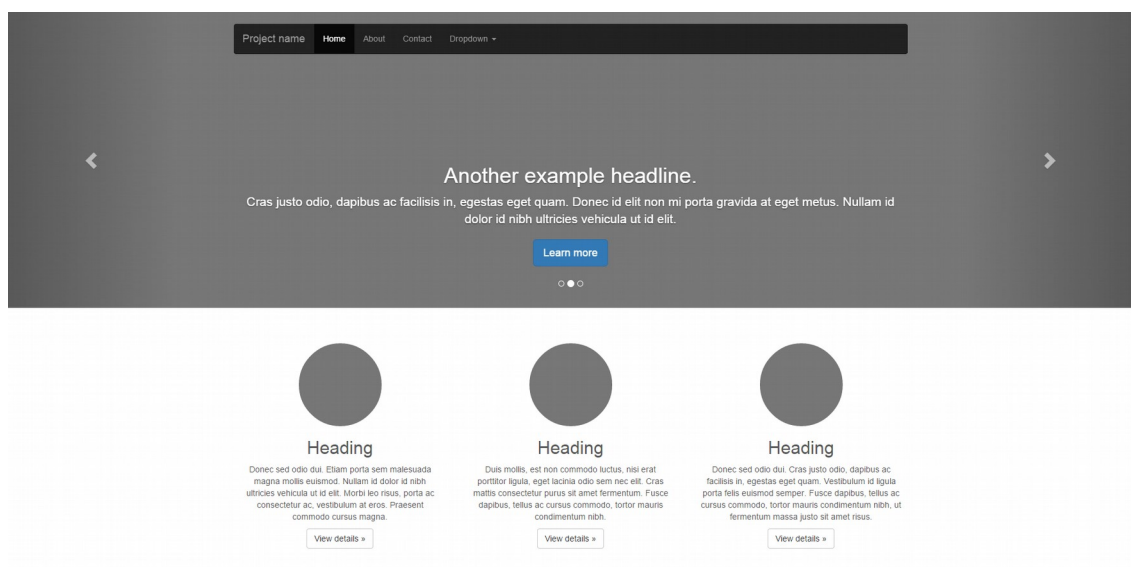 Project name Home About Contact Dropdown
Another example headline.
Cras justo odio, dapibus ac facilisis in, egestas eget quam. Donec id elit non mi porta gravida at eget metus. Nullam id
dolor id nibh ultricies vehicula ut id elit.
Learn more
Heading
Donec sed odio dui. Etiam porta sem malesuada
magna mollis euismod. Nullam id dolor id nibh
ultricies vehicula ut id elit. Morbi leo risus, porta ac
consectetur ac, vestibulum at eros. Praesent
commodo cursus magna.
View details »
Heading
Duis mollis, est non commodo luctus, nisi erat
porttitor ligula, eget lacinia odio sem nec elit. Cras
mattis consectetur purus sit amet fermentum. Fusce
dapibus, tellus ac cursus commodo, tortor mauris
condimentum nibh.
View details »
Heading
Donec sed odio dui. Cras justo odio, dapibus ac
facilisis in, egestas eget quam. Vestibulum id ligula
porta felis euismod semper. Fusce dapibus, tellus ac
cursus commodo, tortor mauris condimentum nibh, ut
fermentum massa justo sit amet risus.
View details »